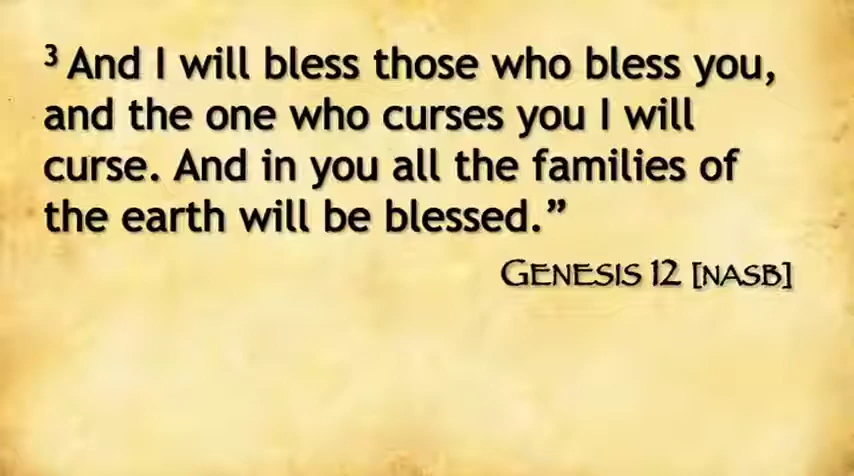 3 And I will bless those who bless you,
and the one who curses you I will
curse. And in you all the families of
the earth will be blessed.”
GENESIS 12 [NASB]